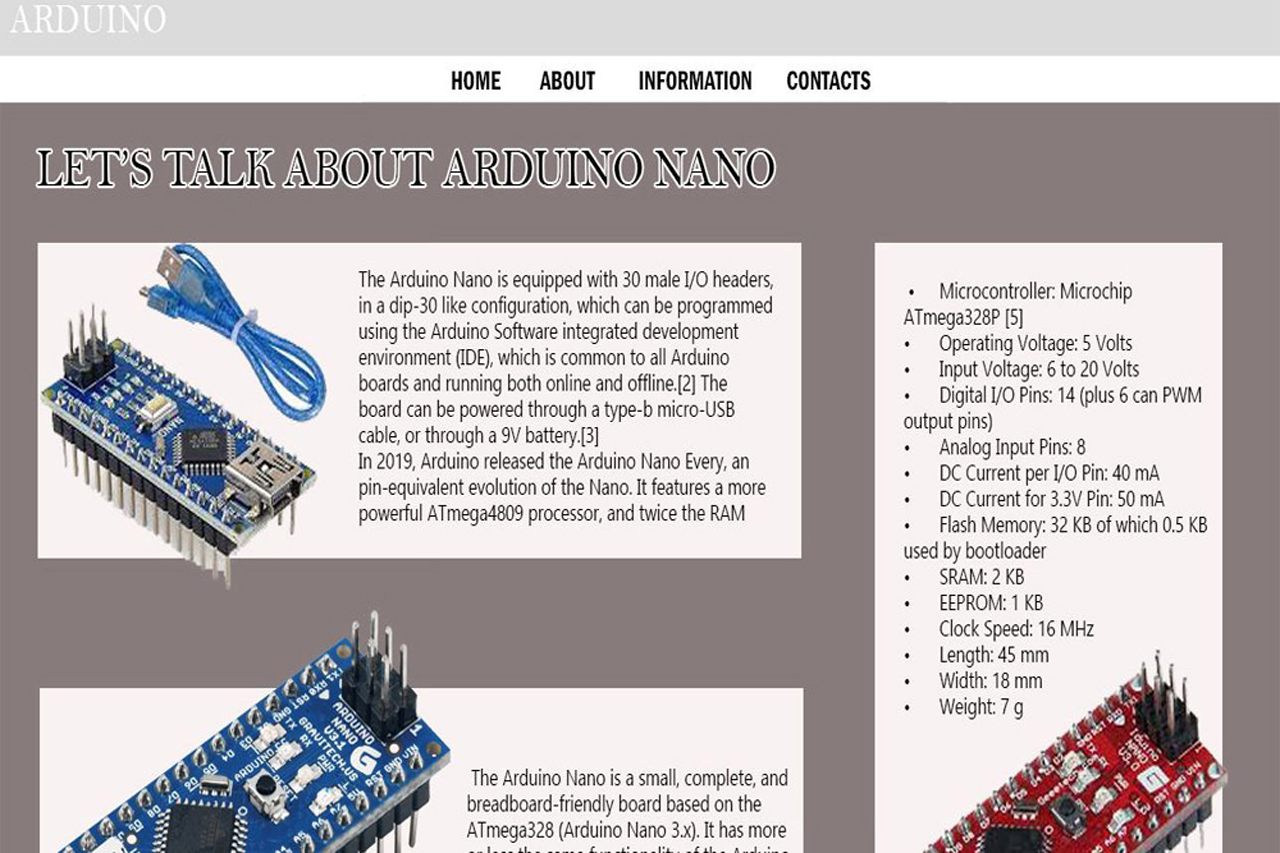 ARDUINO
HOME ABOUT INFORMATION CONTACTS
LET'S TALK ABOUT ARDUINO NANO
The Arduino Nano is equipped with 30 male I/O headers,
in a dip-30 like configuration, which can be programmed
using the Arduino Software integrated development
environment (IDE), which is common to all Arduino
boards and running both online and offline.[2] The
board can be powered through a type-b micro-USB
cable, or through a 9V battery.[3]
In 2019, Arduino released the Arduino Nano Every, an
pin-equivalent evolution of the Nano. It features a more
powerful ATmega4809 processor, and twice the RAM
• Microcontroller: Microchip
ATmega328P [5]
• Operating Voltage: 5 Volts
• Input Voltage: 6 to 20 Volts
• Digital I/O Pins: 14 (plus 6 can PWM
output pins)
• Analog Input Pins: 8
• DC Current per I/O Pin: 40 mA
• DC Current for 3.3V Pin: 50 mA
• Flash Memory: 32 KB of which 0.5 KB
used by bootloader
• SRAM: 2 KB
• EEPROM: 1 KB
• Clock Speed: 16 MHz
• Length: 45 mm
• Width: 18 mm
• Weight: 7 g
ARDUINO
NANO
V3.1
GRAVITECH.US
The Arduino Nano is a small, complete, and
breadboard-friendly board based on the
ATmega328 (Arduino Nano 3.x). It has more
or less the same functionality of the Arduino